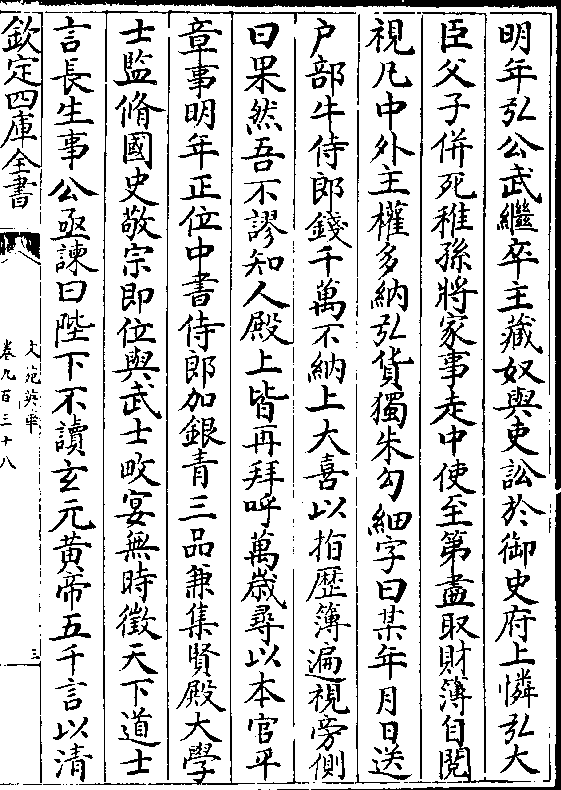 明年弘公武繼卒主藏奴與吏訟於御史府上憐弘大
臣父子併死稚孫將家事走中使至第盡取財簿自閱
視凡中外主權多納弘貨獨朱勾細字曰某年月日送
户部牛侍郎錢千萬不納上大喜以指歴簿遍視旁側
曰果然吾不謬知人殿上皆再拜呼萬歳尋以本官平
章事明年正位中書侍郎加銀青三品兼集賢殿大學
士監脩國史敬宗即位與武士畋宴無時徵天下道士
言長生事公亟諫曰陛下不讀玄元黄帝五千言以清
欽定四庫全書
文苑英華
卷九百三十八
三